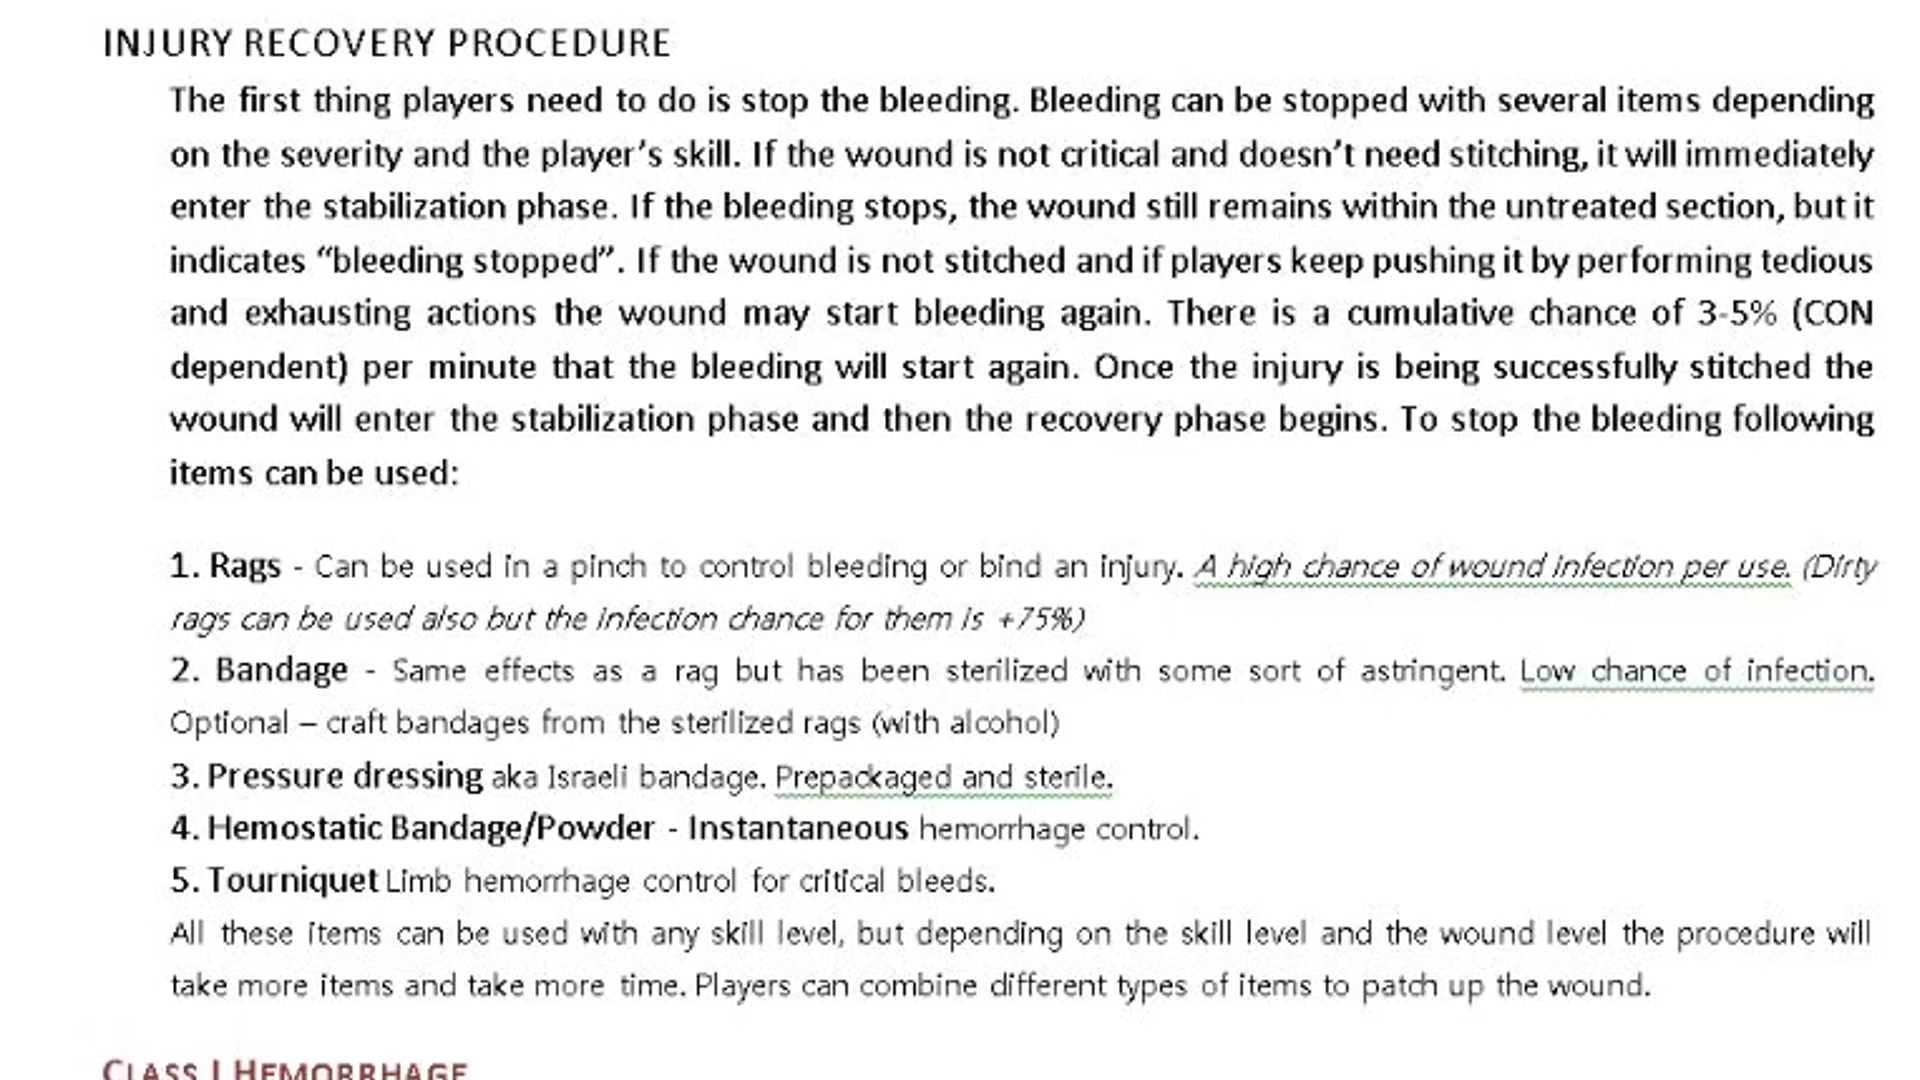 INJURY RECOVERY PROCEDURE
The first thing players need to do is stop the bleeding. Bleeding can be stopped with several items depending
on the severity and the player’s skill. If the wound is not critical and doesn’t need stitching, it will immediately
enter the stabilization phase. If the bleeding stops, the wound still remains within the untreated section, but it
indicates “bleeding stopped”. If the wound is not stitched and if players keep pushing it by performing tedious
and exhausting actions the wound may start bleeding again. There is a cumulative chance of 3-5% (CON
dependent) per minute that the bleeding will start again. Once the injury is being successfully stitched the
wound will enter the stabilization phase and then the recovery phase begins. To stop the bleeding following
items can be used:
1. Rags - Can be used in a pinch to control bleeding or bind an injury. A high chance of wound infection per use. (Dirty
rags can be used also but the infection chance for them is +75%)
2. Bandage - Same effects as a rag but has been sterilized with some sort of astringent. Low chance of infection.
Optional – craft bandages from the sterilized rags (with alcohol)
3. Pressure dressing aka Israeli bandage. Prepackaged and sterile.
4. Hemostatic Bandage/Powder - Instantaneous hemorrhage control.
5. Tourniquet Limb hemorrhage control for critical bleeds.
All these items can be used with any skill level, but depending on the skill level and the wound level the procedure will
take more items and take more time. Players can combine different types of items to patch up the wound.
CLASS I HEMORRHAGE